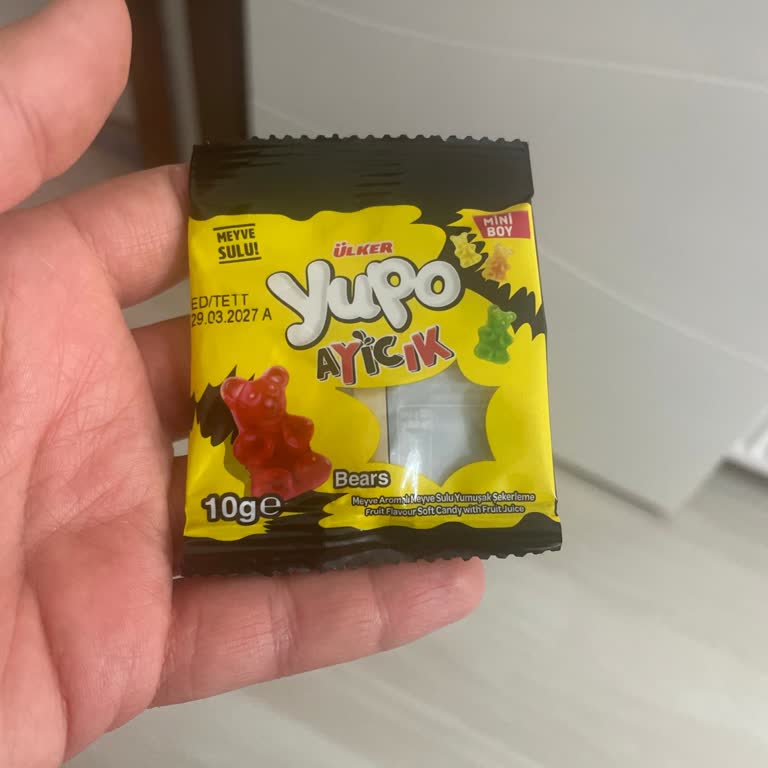 MEYVE
SULU!
ÜLKER
MİNİ
BOY
Yupo
ED/TETT
29.03.2027 A
AYICIK
Bears
10g℮
Meyve Aromalı Meyve Sulu Yumuşak Şekerleme
Fruit Flavour Soft Candy with Fruit Juice